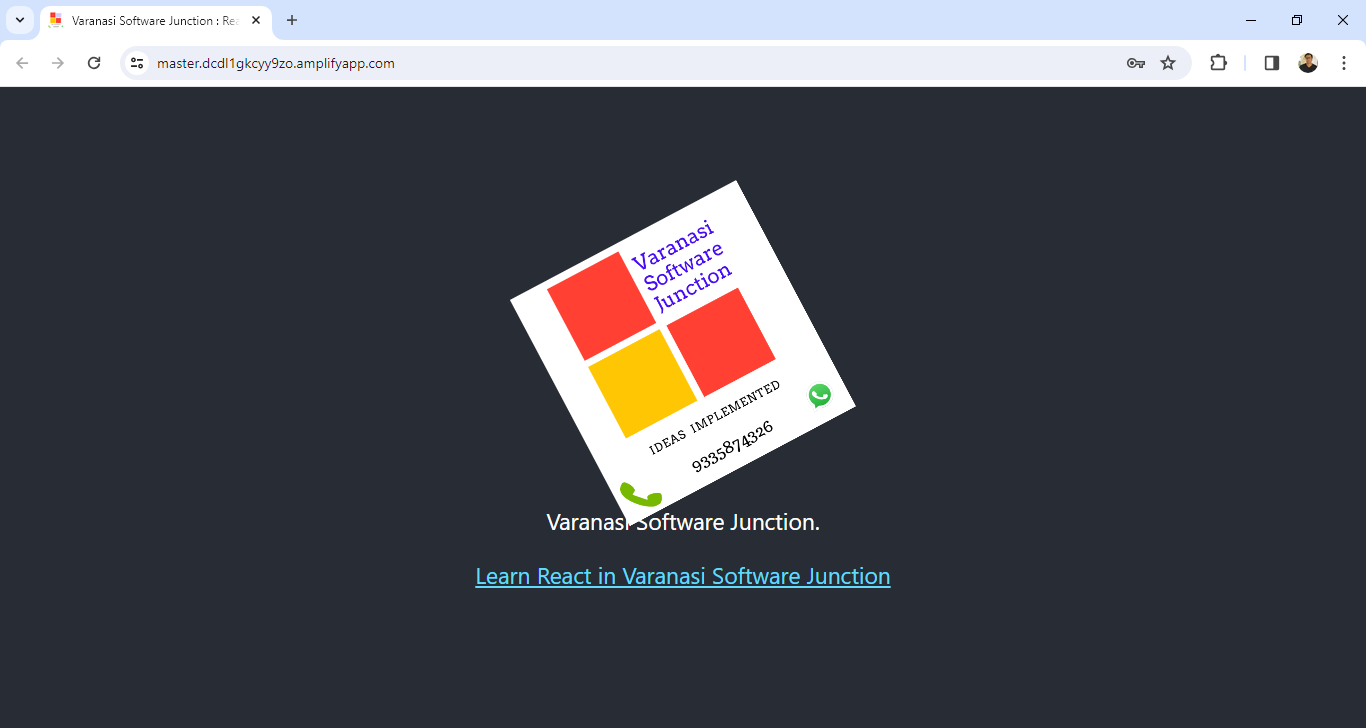 Varanasi Software Junction : Rea
master.dcdl1gkcyy9zo.amplifyapp.com
Varanasi
Software
Junction
IDEAS IMPLEMENTED
9335874326
Varanasi Software Junction.
Learn React in Varanasi Software Junction